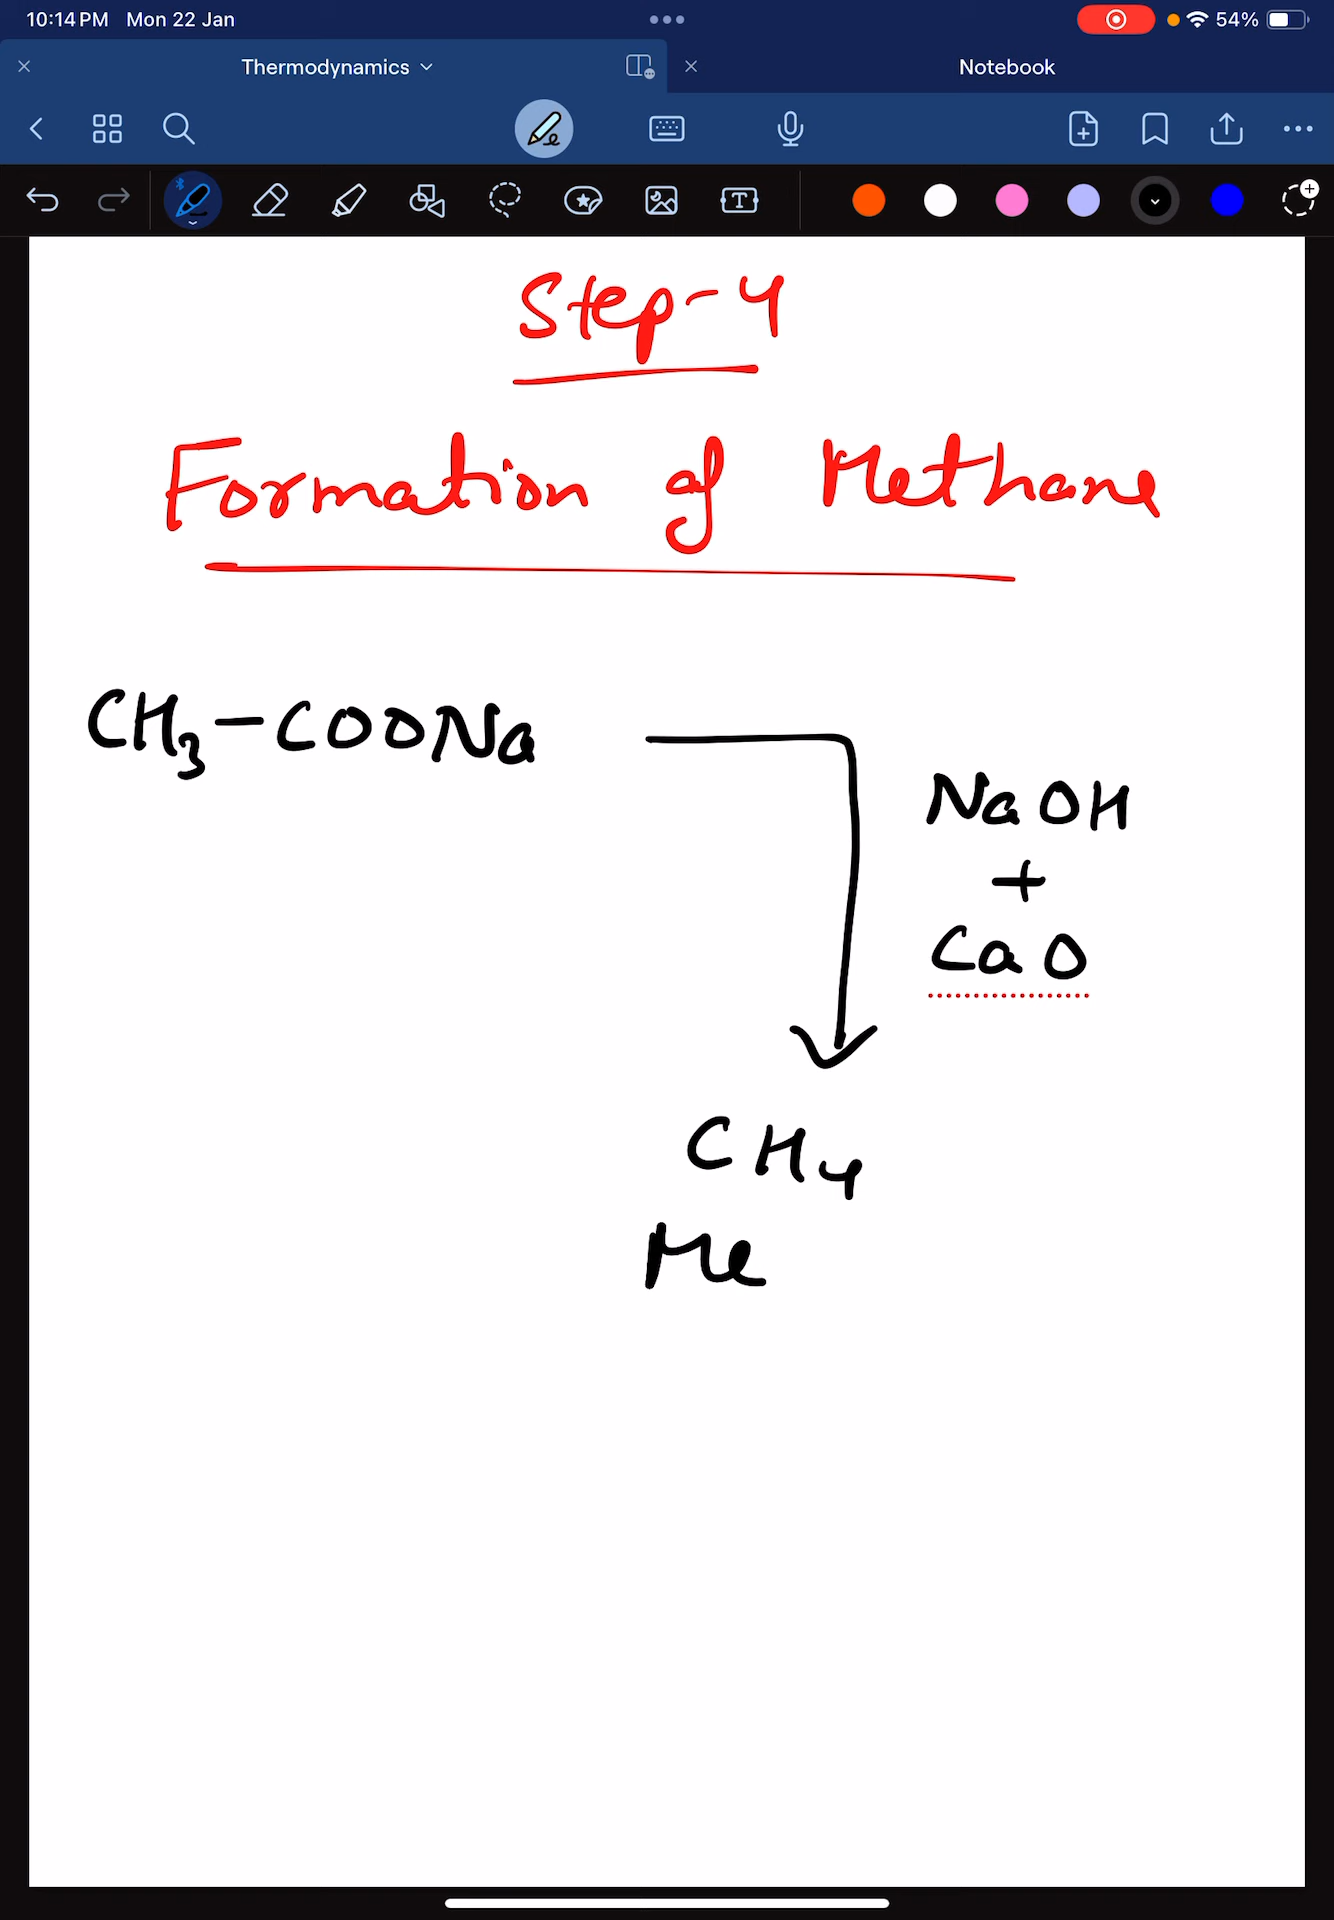 10:14 PM Mon 22 Jan
54%
Thermodynamics
Notebook
Step-4
Formation of Methane
CH₃-COONa
NaOH
+
CaO
CH₄
Me